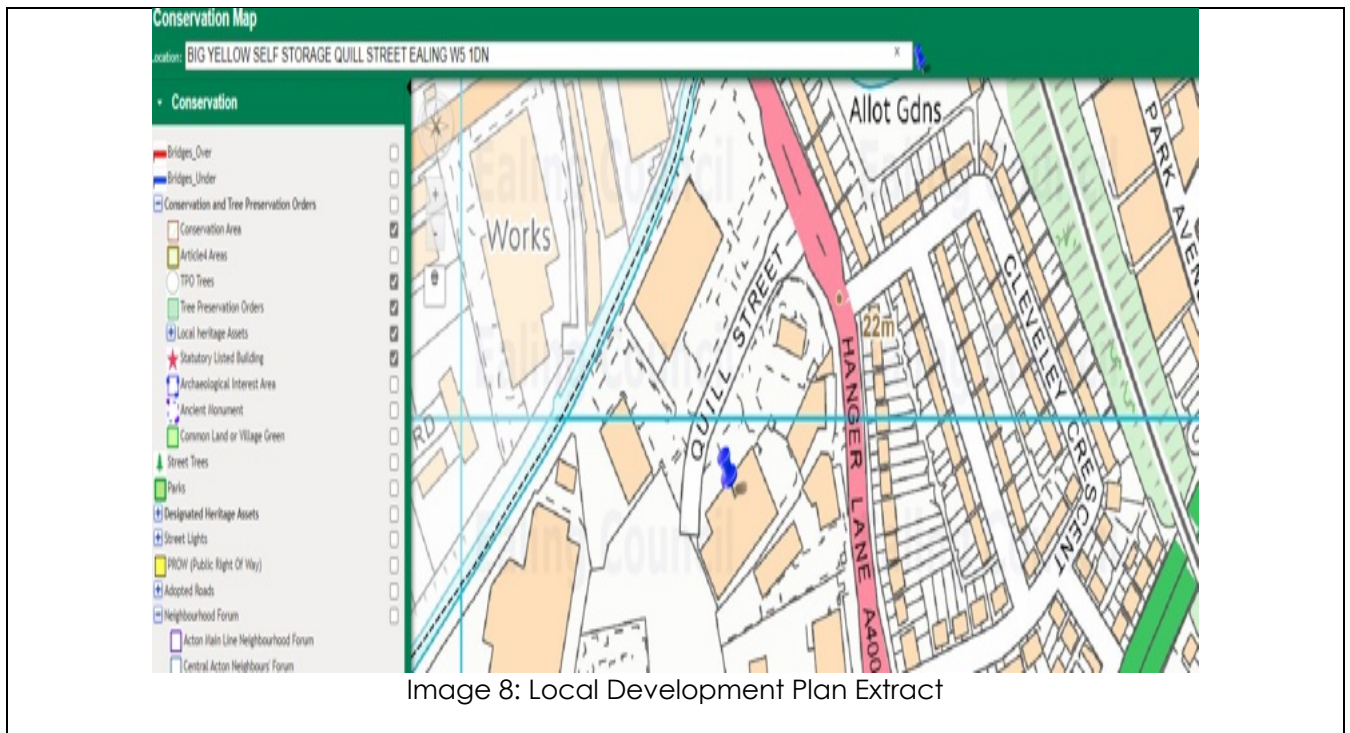 Conservation Map
Location: BIG YELLOW SELF STORAGE QUILL STREET EALING W5 1DN x
Conservation
Bridges_Over
Bridges_Under
Conservation and Tree Preservation Orders
Conservation Area
Article4 Areas
TPO Trees
Tree Preservation Orders
Local heritage Assets
Statutory Listed Building
Archaeological Interest Area
Ancient Monument
Common Land or Village Green
Street Trees
Parks
Designated Heritage Assets
Street Lights
PROW (Public Right Of Way)
Adopted Roads
Neighbourhood Forum
Acton Main Line Neighbourhood Forum
Central Acton Neighbours' Forum
Allot Gdns
PARK AVEN
Works
QUILL STREET
22m
HANGER LANE A400
CLEVELEY CRESCENT
RD
Ealing Council
Ealing Council
Image 8: Local Development Plan Extract